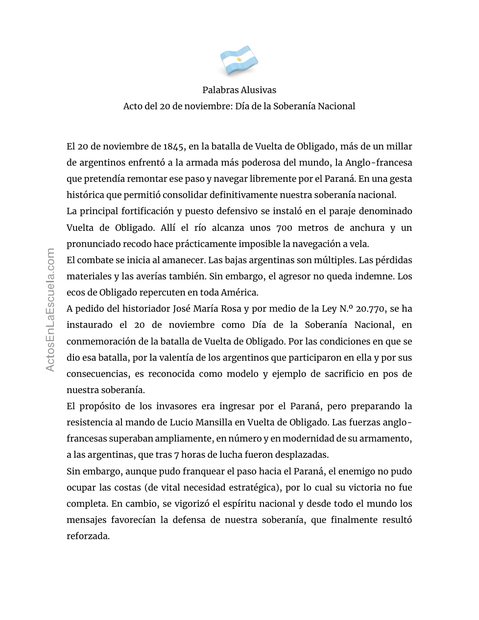 Palabras Alusivas
Acto del 20 de noviembre: Día de la Soberanía Nacional
El 20 de noviembre de 1845, en la batalla de Vuelta de Obligado, más de un millar
de argentinos enfrentó a la armada más poderosa del mundo, la Anglo-francesa
que pretendía remontar ese paso y navegar libremente por el Paraná. En una gesta
histórica que permitió consolidar definitivamente nuestra soberanía nacional.
La principal fortificación y puesto defensivo se instaló en el paraje denominado
Vuelta de Obligado. Allí el río alcanza unos 700 metros de anchura y un
pronunciado recodo hace prácticamente imposible la navegación a vela.
El combate se inicia al amanecer. Las bajas argentinas son múltiples. Las pérdidas
materiales y las averías también. Sin embargo, el agresor no queda indemne. Los
ecos de Obligado repercuten en toda América.
A pedido del historiador José María Rosa y por medio de la Ley N.º 20.770, se ha
instaurado el 20 de noviembre como Día de la Soberanía Nacional, en
conmemoración de la batalla de Vuelta de Obligado. Por las condiciones en que se
dio esa batalla, por la valentía de los argentinos que participaron en ella y por sus
consecuencias, es reconocida como modelo y ejemplo de sacrificio en pos de
nuestra soberanía.
El propósito de los invasores era ingresar por el Paraná, pero preparando la
resistencia al mando de Lucio Mansilla en Vuelta de Obligado. Las fuerzas anglo-
francesas superaban ampliamente, en número y en modernidad de su armamento,
a las argentinas, que tras 7 horas de lucha fueron desplazadas.
Sin embargo, aunque pudo franquear el paso hacia el Paraná, el enemigo no pudo
ocupar las costas (de vital necesidad estratégica), por lo cual su victoria no fue
completa. En cambio, se vigorizó el espíritu nacional y desde todo el mundo los
mensajes favorecían la defensa de nuestra soberanía, que finalmente resultó
reforzada.
ActosEnLaEscuela.com